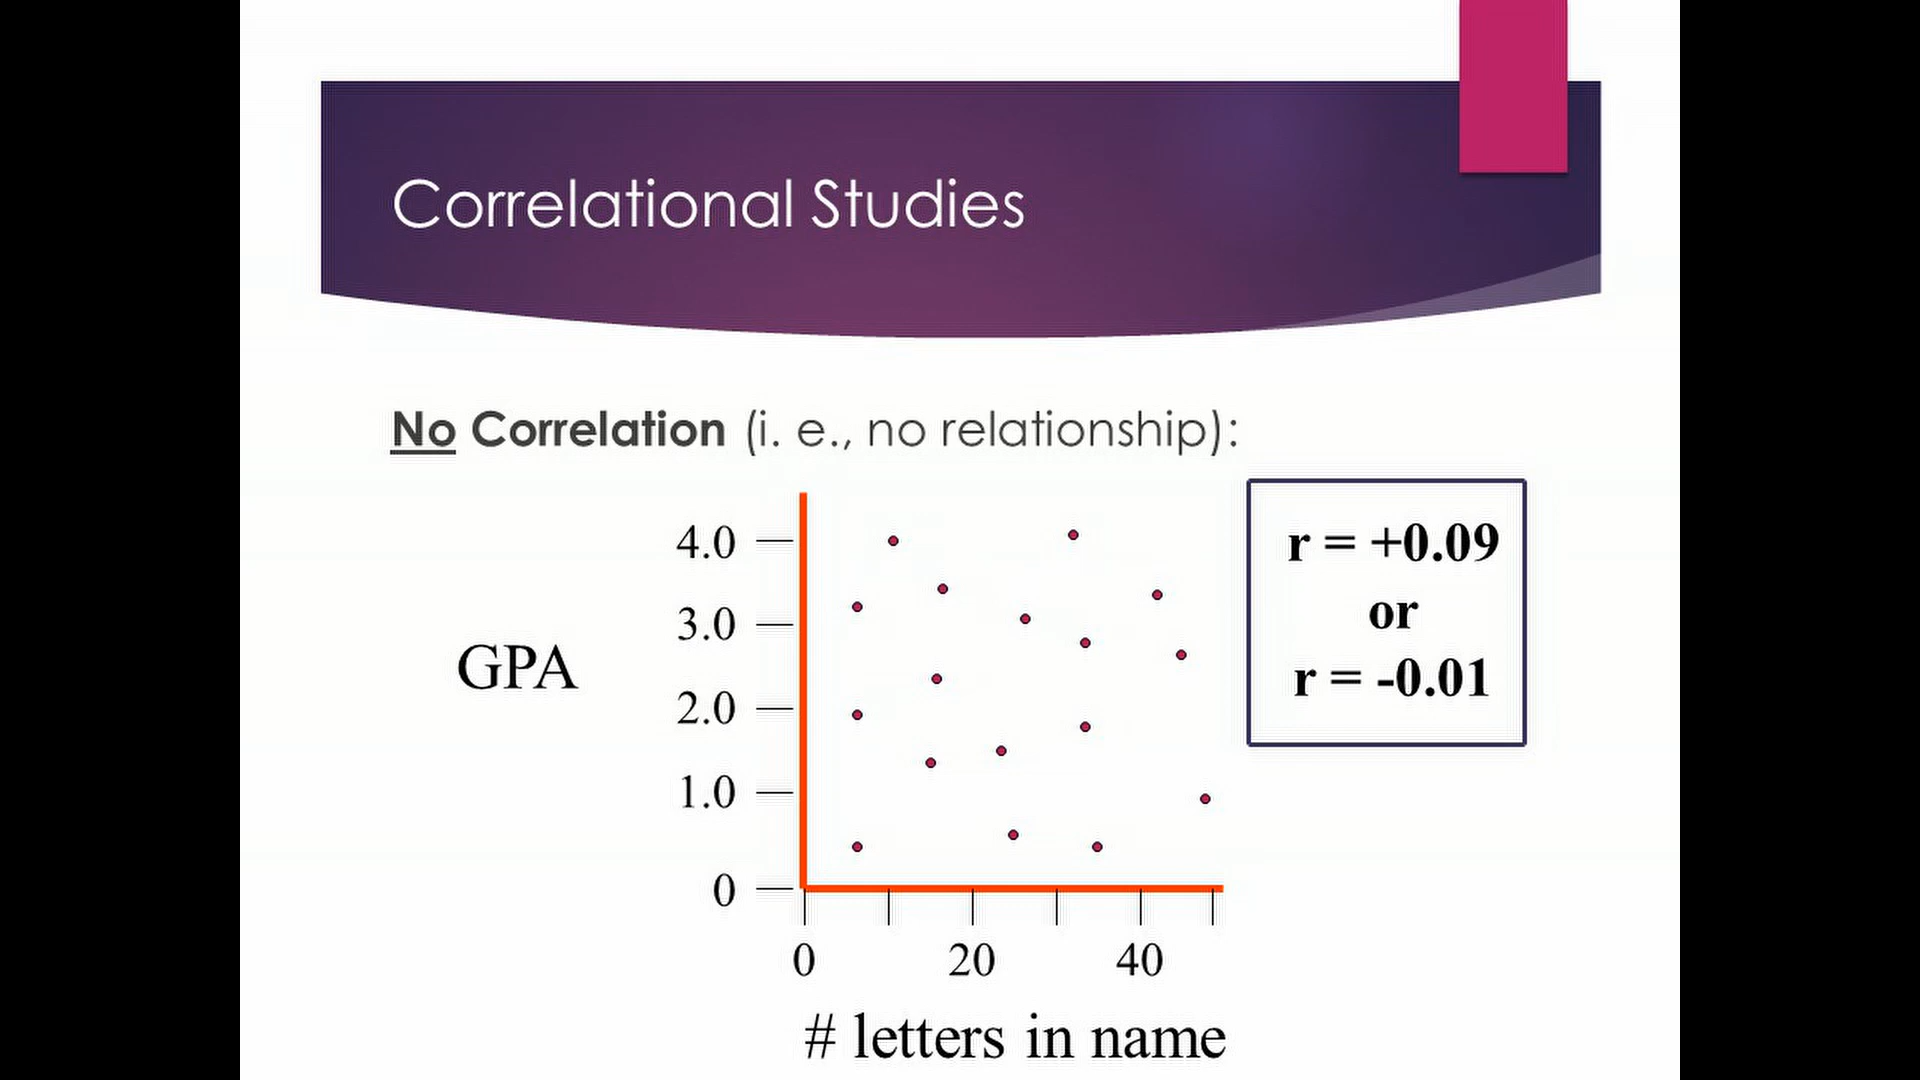 Correlational Studies
No Correlation (i. e., no relationship):
4.0
3.0
GPA
2.0
1.0
0
0 20 40
# letters in name
r = +0.09
or
r = -0.01